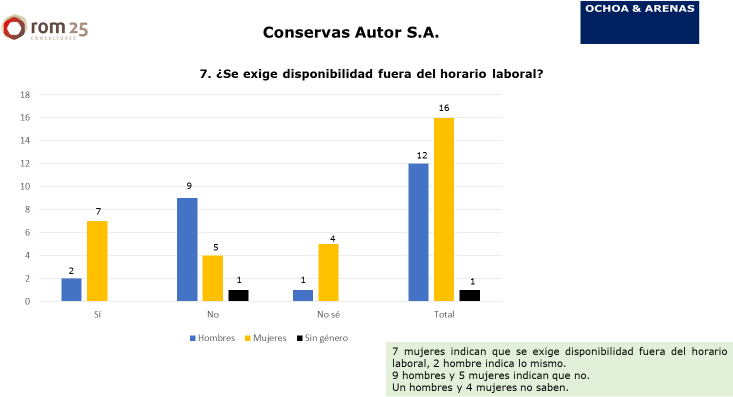 rom 25
CONSULTORES
Conservas Autor S.A.
OCHOA & ARENAS
7. ¿Se exige disponibilidad fuera del horario laboral?
18
16
14
12
10
8
6
4
2
0
2
7
9
5
1
1
4
12
16
1
Sí
No
No sé
Total
Hombres
Mujeres
Sin género
7 mujeres indican que se exige disponibilidad fuera del horario
laboral, 2 hombre indica lo mismo.
9 hombres y 5 mujeres indican que no.
Un hombres y 4 mujeres no saben.